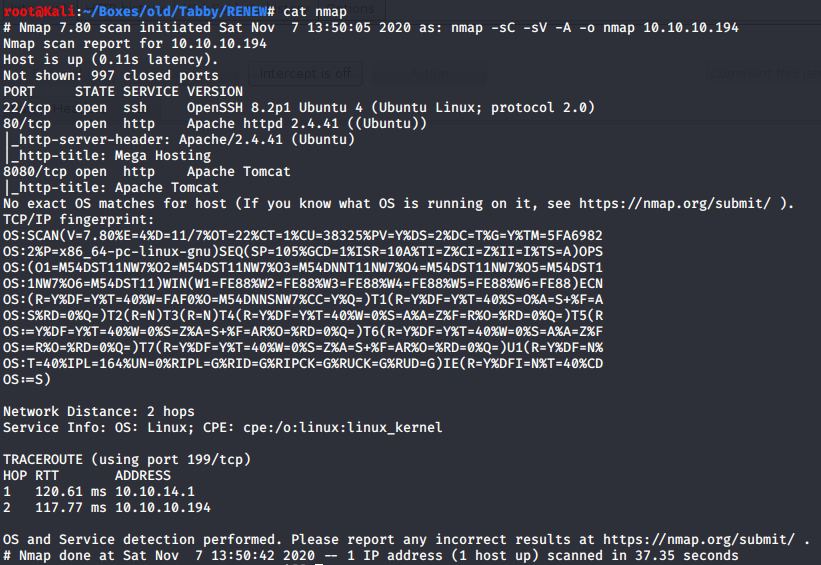 root@Kali:~/Boxes/old/Tabby/RENEW# cat nmap
# Nmap 7.80 scan initiated Sat Nov  7 13:50:05 2020 as: nmap -sC -sV -A -o nmap 10.10.10.194
Nmap scan report for 10.10.10.194
Host is up (0.11s latency).
Not shown: 997 closed ports
PORT     STATE SERVICE VERSION
22/tcp   open  ssh     OpenSSH 8.2p1 Ubuntu 4 (Ubuntu Linux; protocol 2.0)
80/tcp   open  http    Apache httpd 2.4.41 ((Ubuntu))
|_http-server-header: Apache/2.4.41 (Ubuntu)
|_http-title: Mega Hosting
8080/tcp open  http    Apache Tomcat
|_http-title: Apache Tomcat
No exact OS matches for host (If you know what OS is running on it, see https://nmap.org/submit/ ).
TCP/IP fingerprint:
OS:SCAN(V=7.80%E=4%D=11/7%OT=22%CT=1%CU=38325%PV=Y%DS=2%DC=T%G=Y%TM=5FA6982
OS:2%P=x86_64-pc-linux-gnu)SEQ(SP=105%GCD=1%ISR=10A%TI=Z%CI=Z%II=I%TS=A)OPS
OS:(O1=M54DST11NW7%O2=M54DST11NW7%O3=M54DNNT11NW7%O4=M54DST11NW7%O5=M54DST1
OS:1NW7%O6=M54DST11)WIN(W1=FE88%W2=FE88%W3=FE88%W4=FE88%W5=FE88%W6=FE88)ECN
OS:(R=Y%DF=Y%T=40%W=FAF0%O=M54DNNSNW7%CC=Y%Q=)T1(R=Y%DF=Y%T=40%S=O%A=S+%F=A
OS:S%RD=0%Q=)T2(R=N)T3(R=N)T4(R=Y%DF=Y%T=40%W=0%S=A%A=Z%F=R%O=%RD=0%Q=)T5(R
OS:=Y%DF=Y%T=40%W=0%S=Z%A=S+%F=AR%O=%RD=0%Q=)T6(R=Y%DF=Y%T=40%W=0%S=A%A=Z%F
OS:=R%O=%RD=0%Q=)T7(R=Y%DF=Y%T=40%W=0%S=Z%A=S+%F=AR%O=%RD=0%Q=)U1(R=Y%DF=N%
OS:T=40%IPL=164%UN=0%RIPL=G%RID=G%RIPCK=G%RUCK=G%RUD=G)IE(R=Y%DFI=N%T=40%CD
OS:=S)
Network Distance: 2 hops
Service Info: OS: Linux; CPE: cpe:/o:linux:linux_kernel
TRACEROUTE (using port 199/tcp)
HOP RTT       ADDRESS
1   120.61 ms 10.10.14.1
2   117.77 ms 10.10.10.194
OS and Service detection performed. Please report any incorrect results at https://nmap.org/submit/ .
# Nmap done at Sat Nov  7 13:50:42 2020 -- 1 IP address (1 host up) scanned in 37.35 seconds